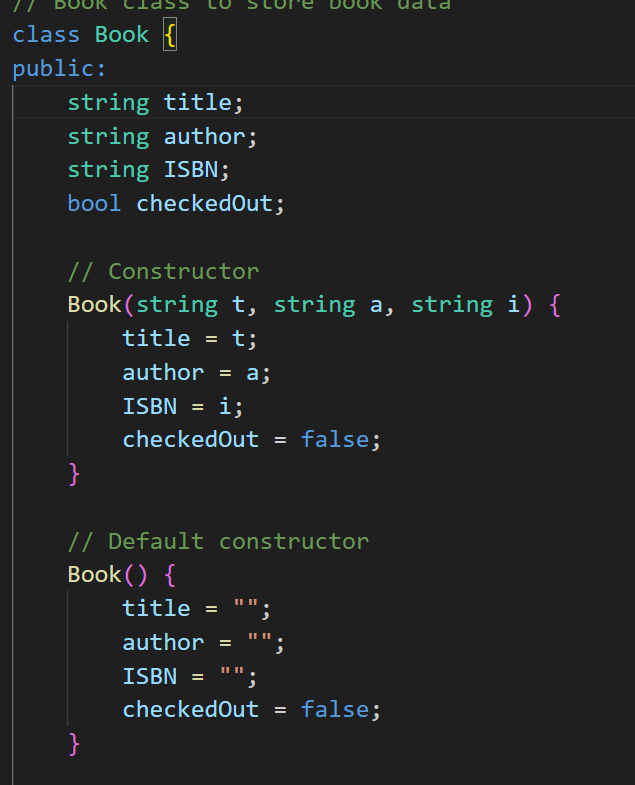 // Book class to store book data
class Book {
public:
    string title;
    string author;
    string ISBN;
    bool checkedOut;

    // Constructor
    Book(string t, string a, string i) {
        title = t;
        author = a;
        ISBN = i;
        checkedOut = false;
    }

    // Default constructor
    Book() {
        title = "";
        author = "";
        ISBN = "";
        checkedOut = false;
    }